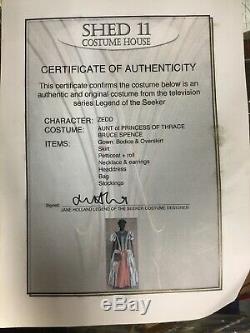 SHED 11
COSTUME HOUSE
CERTIFICATE OF AUTHENTICITY
This certificate confirms the costume below is an
authentic and original costume from the television
series Legend of the Seeker
CHARACTER: ZEDD
COSTUME: AUNT of PRINCESS OF THRACE
BRUCE SPENCE
ITEMS: Gown: Bodice & Overskirt
Skirt
Petticoat + roll
Necklace & earrings
Headdress
Bag
Stockings
Signed:
JANE HOLLAND LEGEND OF THE SEEKER COSTUME DESIGNER